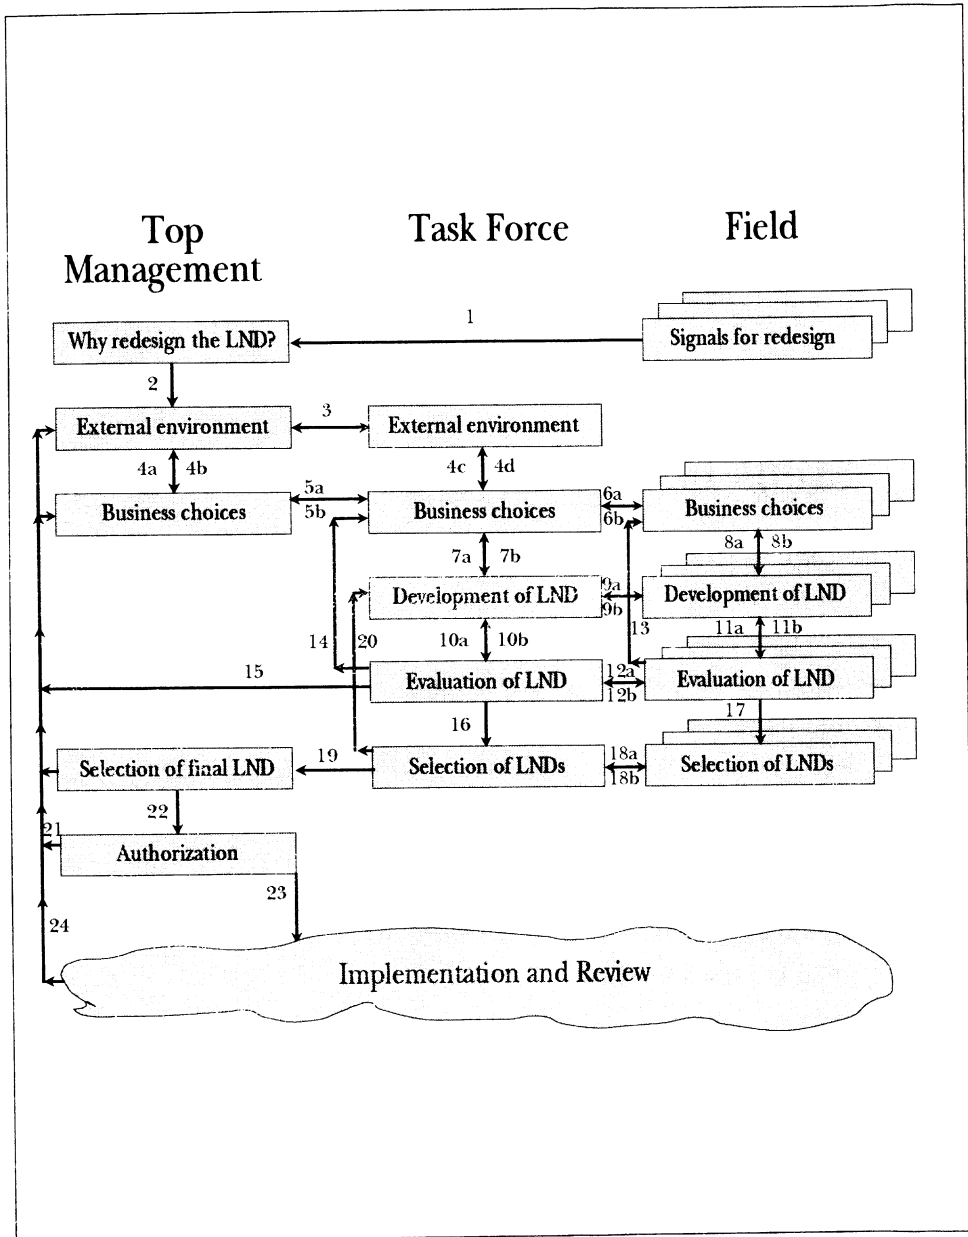 Top
Management
Task Force
Field
1
Why redesign the LND?
Signals for redesign
2
External environment
3
External environment
4a 4b
4c 4d
Business choices
5a
5b
Business choices
6a
6b
Business choices
7a 7b
8a 8b
Development of LND
9a
9b
Development of LND
14 20
10a 10b
13
11a 11b
15
Evaluation of LND
12a
12b
Evaluation of LND
16
17
Selection of final LND
19
Selection of LNDs
18a
18b
Selection of LNDs
22
21
Authorization
23
24
Implementation and Review